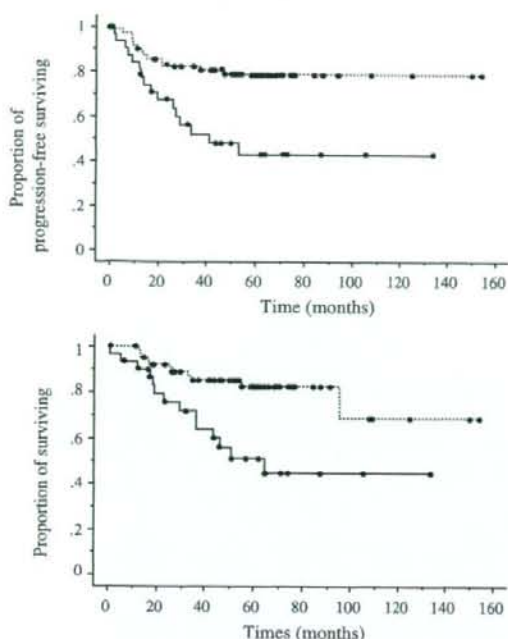 Proportion of
progression-free surviving
1
.8
.6
.4
.2
0
0 20 40 60 80 100 120 140 160
Time (months)
Proportion of surviving
1
.8
.6
.4
.2
0
0 20 40 60 80 100 120 140 160
Times (months)